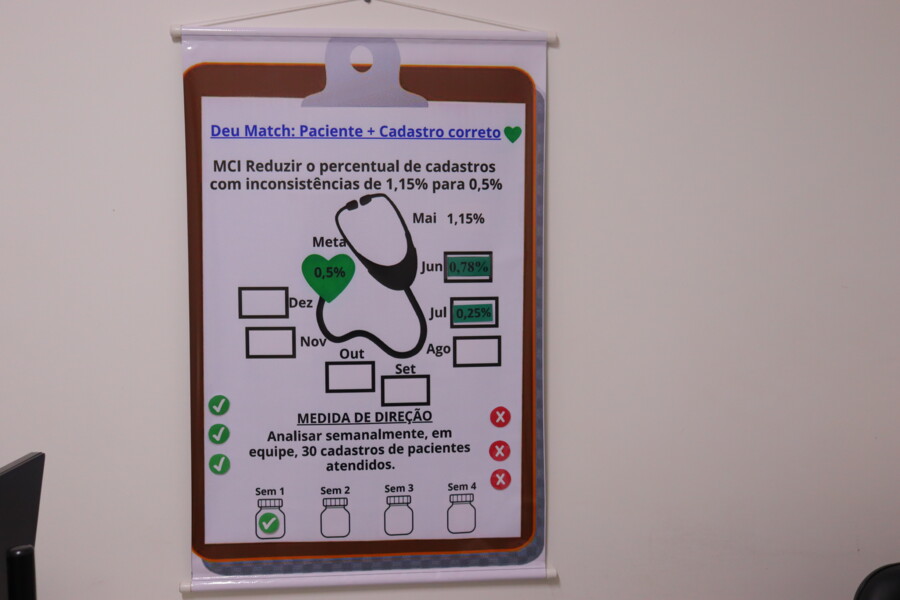 Deu Match: Paciente + Cadastro correto
MCI Reduzir o percentual de cadastros
com inconsistências de 1,15% para 0,5%
Mai 1,15%
Meta
0,5%
Jun 0,78%
Dez
Jul 0,25%
Nov
Ago
Out
Set
MEDIDA DE DIREÇÃO
Analisar semanalmente, em
equipe, 30 cadastros de pacientes
atendidos.
Sem 1 Sem 2 Sem 3 Sem 4